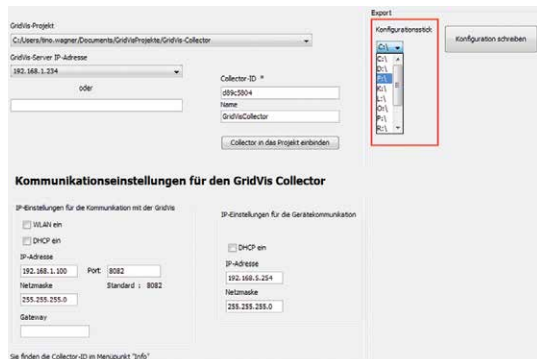 GridVis-Projekt
C:/Users/tino.wagner/Documents/GridVisProjekte/GridVis-Collector
GridVis-Server IP-Adresse
192.168.1.234
oder
Collector-ID *
d89c5804
Name
GridVisCollector
Collector in das Projekt einbinden
Export
Konfigurationsstick
C:\
C:\
D:\
F:\
K:\
L:\
O:\
P:\
R:\
Konfiguration schreiben
Kommunikationseinstellungen für den GridVis Collector
IP-Einstellungen für die Kommunikation mit der GridVis
WLAN ein
DHCP ein
IP-Adresse
192.168.1.100 Port 8082
Netzmaske Standard : 8082
255.255.255.0
Gateway
IP-Einstellungen für die Gerätekommunikation
DHCP ein
IP-Adresse
192.168.5.254
Netzmaske
255.255.255.0
Sie finden die Collector-ID im Menüpunkt "Info"